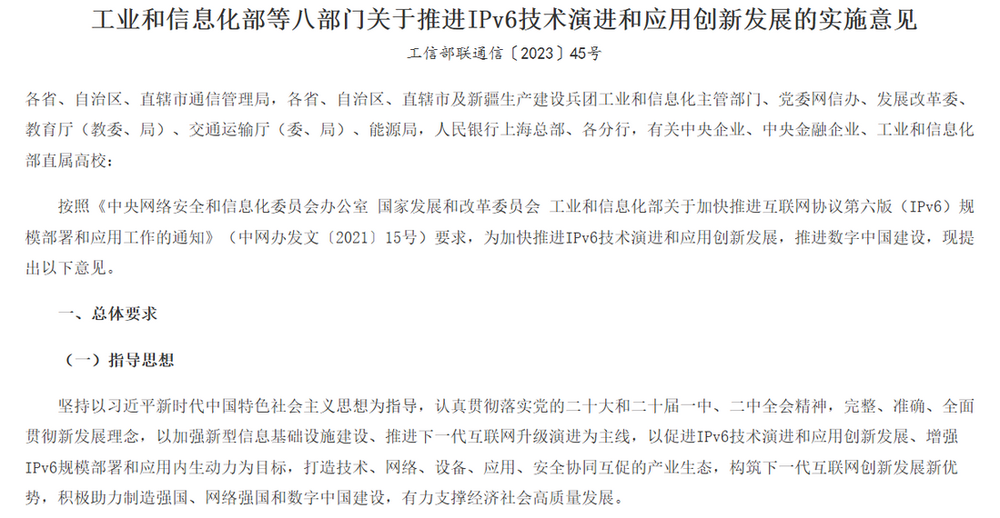 工业和信息化部等八部门关于推进IPv6技术演进和应用创新发展的实施意见
工信部联通信〔2023〕45号
各省、自治区、直辖市通信管理局，各省、自治区、直辖市及新疆生产建设兵团工业和信息化主管部门、党委网信办、发展改革委、
教育厅（教委、局）、交通运输厅（委、局）、能源局，人民银行上海总部、各分行，有关中央企业、中央金融企业、工业和信息化
部直属高校：
按照《中央网络安全和信息化委员会办公室 国家发展和改革委员会 工业和信息化部关于加快推进互联网协议第六版（IPv6）规
模部署和应用工作的通知》（中网办发文〔2021〕15号）要求，为加快推进IPv6技术演进和应用创新发展，推进数字中国建设，现提
出以下意见。
一、总体要求
（一）指导思想
坚持以习近平新时代中国特色社会主义思想为指导，认真贯彻落实党的二十大和二十届一中、二中全会精神，完整、准确、全面
贯彻新发展理念，以加强新型信息基础设施建设、推进下一代互联网升级演进为主线，以促进IPv6技术演进和应用创新发展、增强
IPv6规模部署和应用内生动力为目标，打造技术、网络、设备、应用、安全协同互促的产业生态，构筑下一代互联网创新发展新优
势，积极助力制造强国、网络强国和数字中国建设，有力支撑经济社会高质量发展。